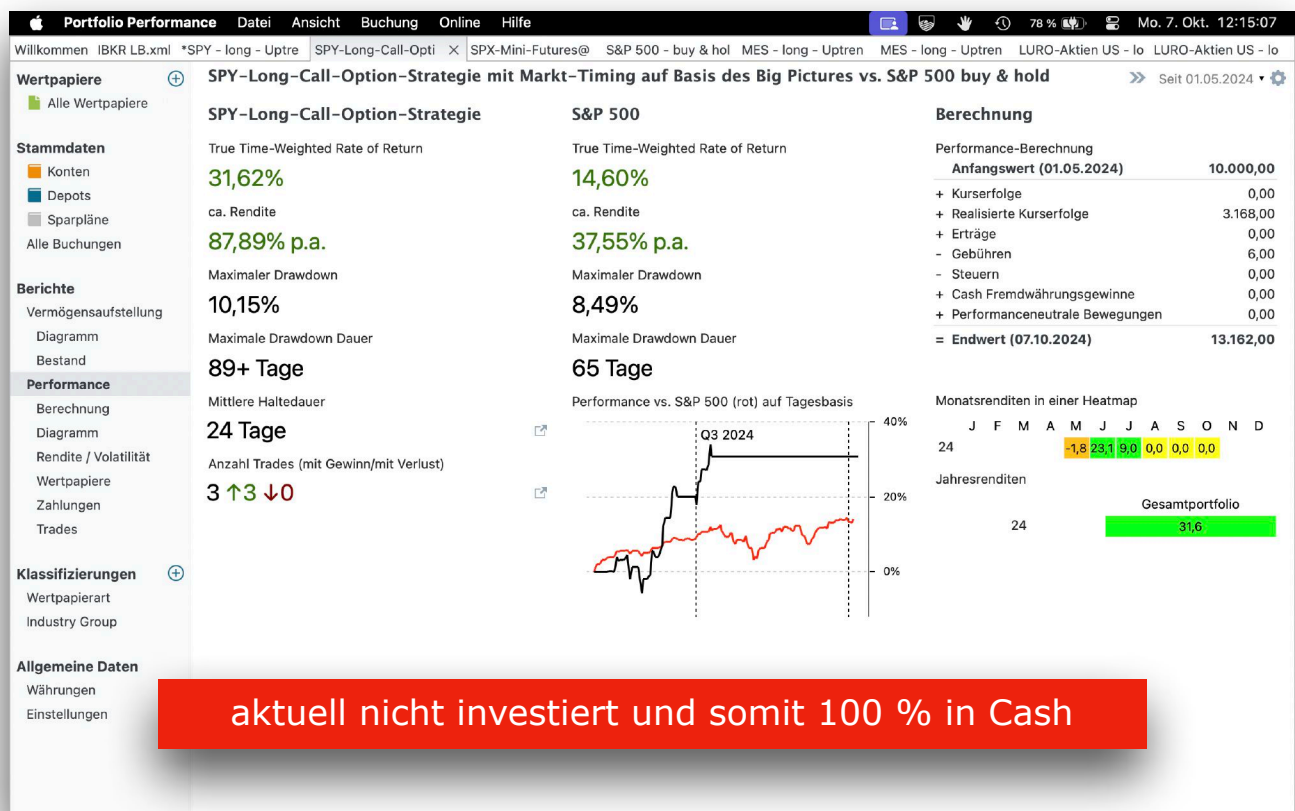 Portfolio Performance Datei Ansicht Buchung Online Hilfe 78 % Mo. 7. Okt. 12:15:07
Willkommen IBKR LB.xml *SPY - long - Uptre SPY-Long-Call-Opti × SPX-Mini-Futures@ S&P 500 - buy & hol MES - long - Uptren MES - long - Uptren LURO-Aktien US - lo LURO-Aktien US - lo
Wertpapiere
Alle Wertpapiere
Stammdaten
Konten
Depots
Sparpläne
Alle Buchungen
Berichte
Vermögensaufstellung
Diagramm
Bestand
Performance
Berechnung
Diagramm
Rendite / Volatilität
Wertpapiere
Zahlungen
Trades
Klassifizierungen
Wertpapierart
Industry Group
Allgemeine Daten
Währungen
Einstellungen
SPY-Long-Call-Option-Strategie mit Markt-Timing auf Basis des Big Pictures vs. S&P 500 buy & hold
Seit 01.05.2024
SPY-Long-Call-Option-Strategie
True Time-Weighted Rate of Return
31,62%
ca. Rendite
87,89% p.a.
Maximaler Drawdown
10,15%
Maximale Drawdown Dauer
89+ Tage
Mittlere Haltedauer
24 Tage
Anzahl Trades (mit Gewinn/mit Verlust)
3 ↑3 ↓0
S&P 500
True Time-Weighted Rate of Return
14,60%
ca. Rendite
37,55% p.a.
Maximaler Drawdown
8,49%
Maximale Drawdown Dauer
65 Tage
Performance vs. S&P 500 (rot) auf Tagesbasis
Q3 2024
40%
20%
0%
Berechnung
Performance-Berechnung
Anfangswert (01.05.2024) 10.000,00
+ Kurserfolge 0,00
+ Realisierte Kurserfolge 3.168,00
+ Erträge 0,00
- Gebühren 6,00
- Steuern 0,00
+ Cash Fremdwährungsgewinne 0,00
+ Performanceneutrale Bewegungen 0,00
= Endwert (07.10.2024) 13.162,00
Monatsrenditen in einer Heatmap
J F M A M J J A S O N D
24 -1,8 23,1 9,0 0,0 0,0 0,0
Jahresrenditen
Gesamtportfolio
24 31,6
aktuell nicht investiert und somit 100 % in Cash